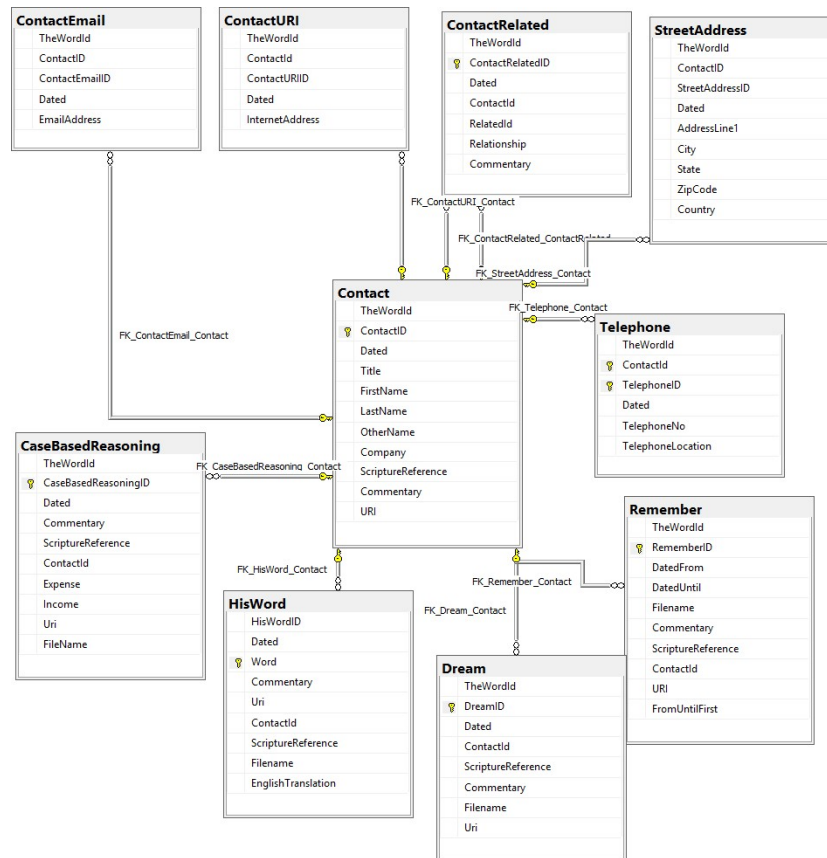 ContactEmail
TheWordId
ContactID
ContactEmailID
Dated
EmailAddress
ContactURI
TheWordId
ContactId
ContactURIID
Dated
InternetAddress
ContactRelated
TheWordId
ContactRelatedID
Dated
ContactId
RelatedId
Relationship
Commentary
StreetAddress
TheWordId
ContactID
StreetAddressID
Dated
AddressLine1
City
State
ZipCode
Country
FK_ContactURI_Contact
FK_ContactRelated_ContactRelated
FK_StreetAddress_Contact
FK_Telephone_Contact
FK_ContactEmail_Contact
Contact
TheWordId
ContactID
Dated
Title
FirstName
LastName
OtherName
Company
ScriptureReference
Commentary
URI
Telephone
TheWordId
ContactId
TelephoneID
Dated
TelephoneNo
TelephoneLocation
CaseBasedReasoning
TheWordId
CaseBasedReasoningID
Dated
Commentary
ScriptureReference
ContactId
Expense
Income
Uri
FileName
FK_CaseBasedReasoning_Contact
FK_HisWord_Contact
FK_Remember_Contact
FK_Dream_Contact
HisWord
HisWordID
Dated
Word
Commentary
Uri
ContactId
ScriptureReference
Filename
EnglishTranslation
Remember
TheWordId
RememberID
DatedFrom
DatedUntil
Filename
Commentary
ScriptureReference
ContactId
URI
FromUntilFirst
Dream
TheWordId
DreamID
Dated
ContactId
ScriptureReference
Commentary
Filename
Uri